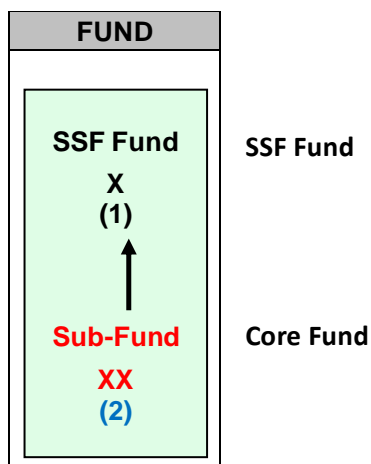 FUND
SSF Fund SSF Fund
X
(1)
Sub-Fund Core Fund
XX
(2)